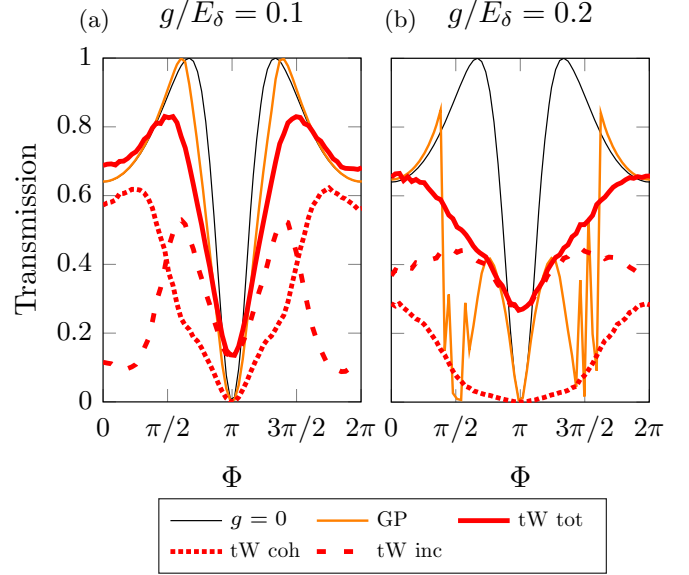 (a) g/E_δ = 0.1
(b) g/E_δ = 0.2
Transmission
1
0.8
0.6
0.4
0.2
0
0 π/2 π 3π/2 2π
π/2 π 3π/2 2π
Φ Φ
g = 0 GP tW tot
tW coh tW inc